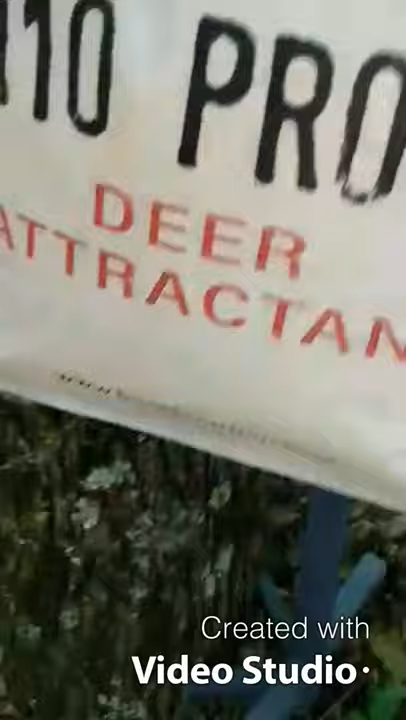 110 PRO
DEER
ATTRACTAN
Created with
Video Studio